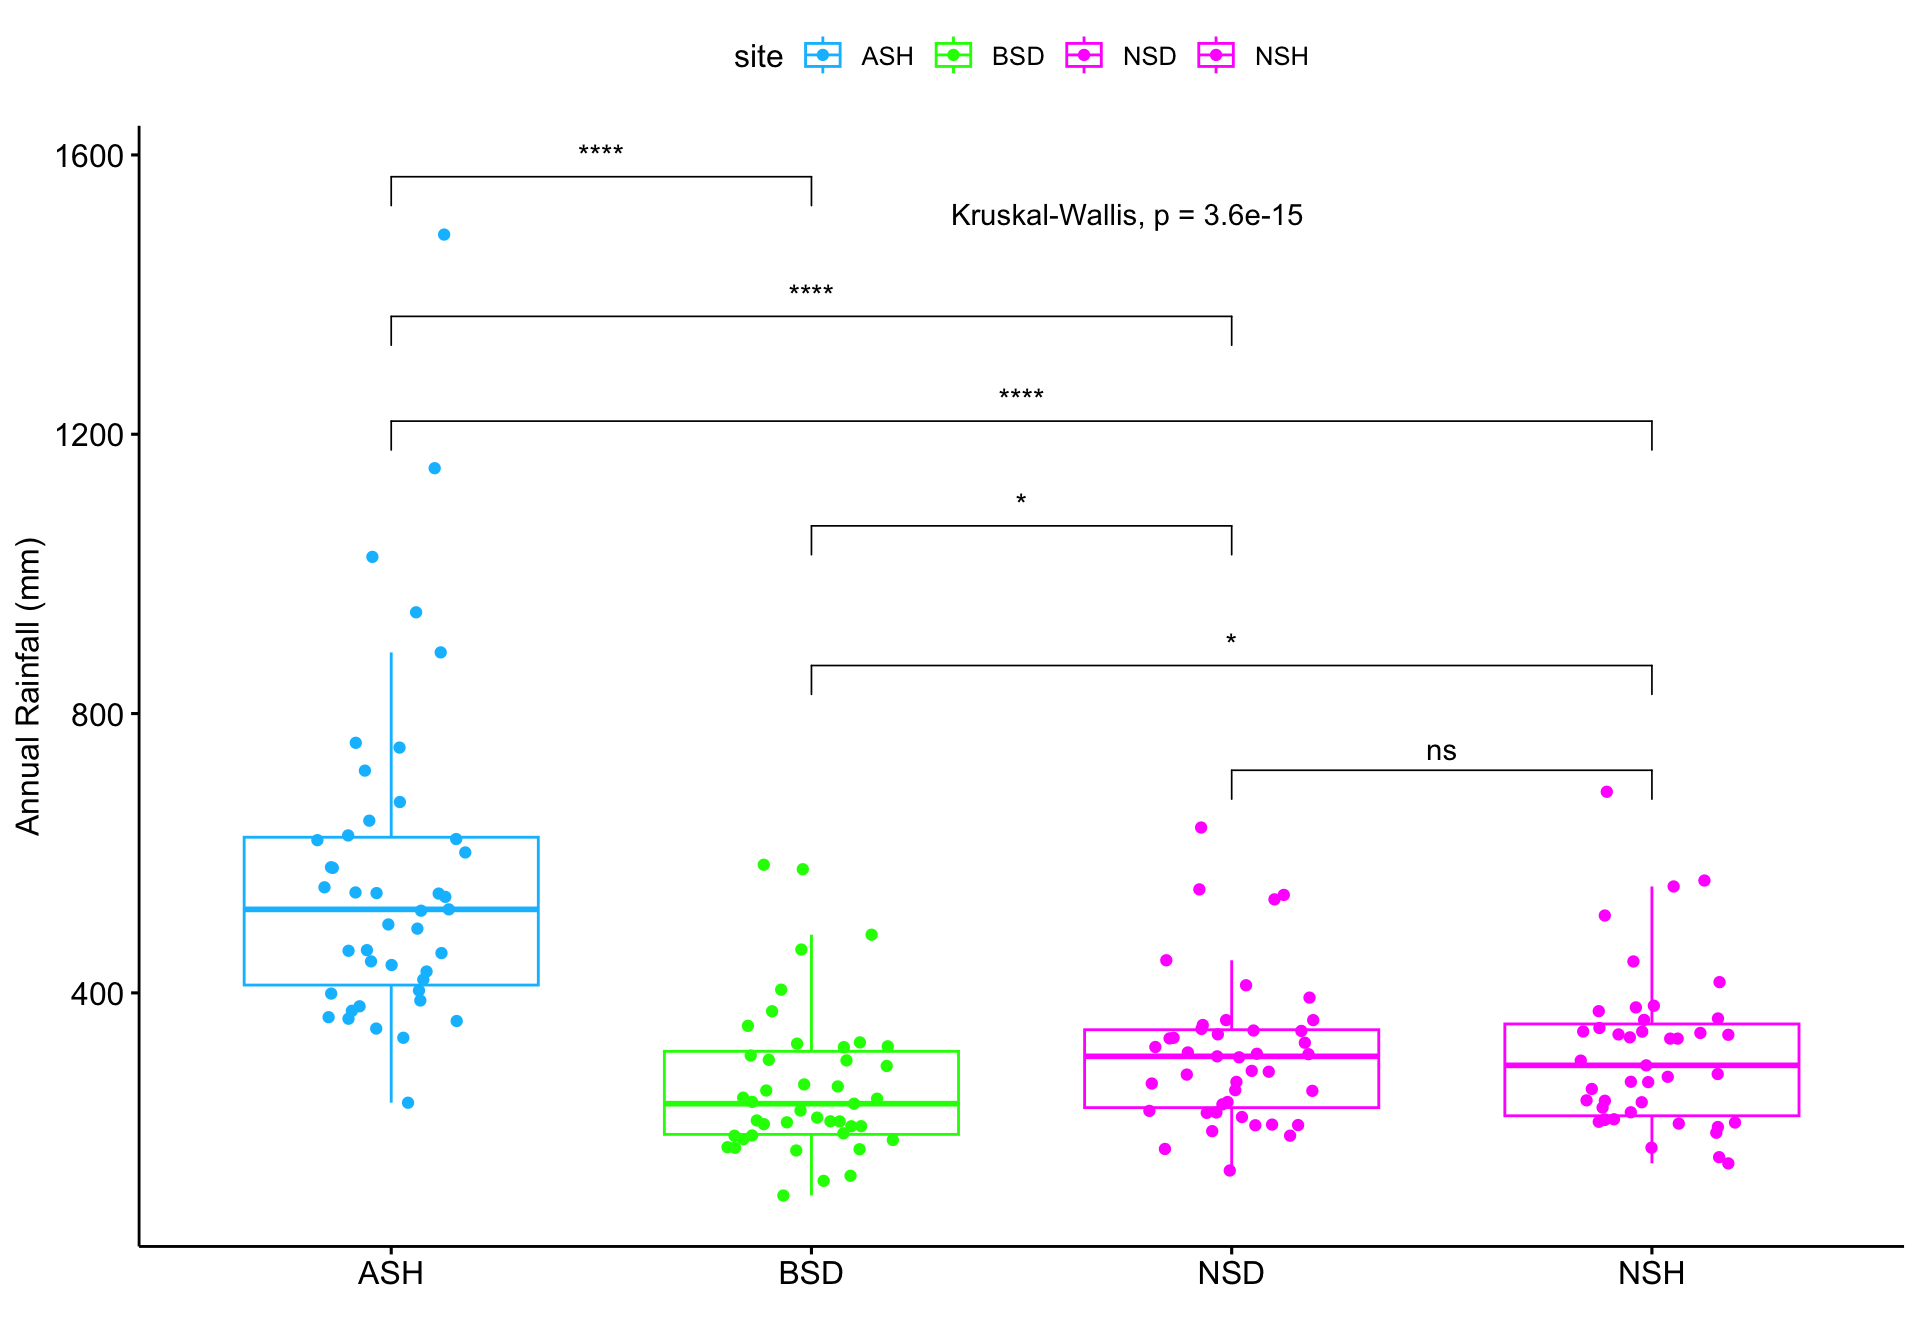 site ASH BSD NSD NSH
1600
****
Kruskal-Wallis, p = 3.6e-15
****
****
1200
*
Annual Rainfall (mm)
*
800
ns
400
ASH BSD NSD NSH